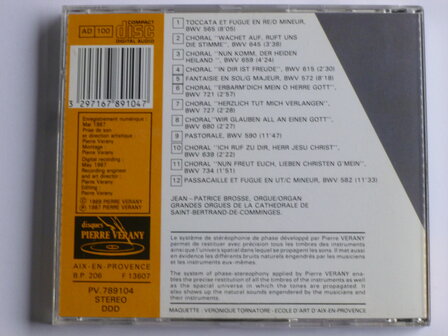 AD 100
COMPACT
disc
DIGITAL AUDIO
3 297167 891047
Enregistrement numérique :
Mai 1987
Prise de son
et direction artistique :
Pierre Verany
Montage :
Pierre Verany
Digital recording :
May 1987
Recording engineer
and art director :
Pierre Verany
Editing :
Pierre Verany
© 1989 PIERRE VERANY
℗ 1987 PIERRE VERANY
disques
PIERRE VERANY
AIX-EN-PROVENCE
B.P. 206 F 13607
PV. 789104
STEREO
DDD
1 TOCCATA ET FUGUE EN RE/D MINEUR,
BWV 565 (8'05)
2 CHORAL "WACHET AUF, RUFT UNS
DIE STIMME", BWV 645 (3'38)
3 CHORAL "NUN KOMM, DER HEIDEN
HEILAND", BWV 659 (4'24)
4 CHORAL "IN DIR IST FREUDE", BWV 615 (2'30)
5 FANTAISIE EN SOL/G MAJEUR, BWV 572 (8'18)
6 CHORAL "ERBARM'DICH MEIN O HERRE GOTT",
BWV 721 (2'57)
7 CHORAL "HERZLICH TUT MICH VERLANGEN",
BWV 727 (2'28)
8 CHORAL "WIR GLAUBEN ALL AN EINEN GOTT",
BWV 680 (2'27)
9 PASTORALE, BWV 590 (11'47)
10 CHORAL "ICH RUF ZU DIR, HERR JESU CHRIST",
BWV 639 (2'22)
11 CHORAL "NUN FREUT EUCH, LIEBEN CHRISTEN G'MEIN",
BWV 734 (1'51)
12 PASSACAILLE ET FUGUE EN UT/C MINEUR, BWV 582 (11'33)
JEAN-PATRICE BROSSE, ORGUE/ORGAN
GRANDES ORGUES DE LA CATHEDRALE DE
SAINT-BERTRAND-DE-COMMINGES.
Le système de stéréophonie de phase développé par Pierre VERANY
permet de restituer avec précision tous les timbres des instruments
ainsi que l'univers spatial dans lequel se propagent les sons. Il met en
évidence les différents bruits naturels engendrés par les instruments
et les instruments eux-mêmes.
The system of phase-stereophony applied by Pierre VERANY enables
the precise restitution of all the timbres of the instruments as well
as the spatial universe in which the tones are propagated. It
also shows up the natural sounds engendered by the musicians and
instruments.
MAQUETTE : VERONIQUE TORNATORE - ECOLE D'ART D'AIX-EN-PROVENCE